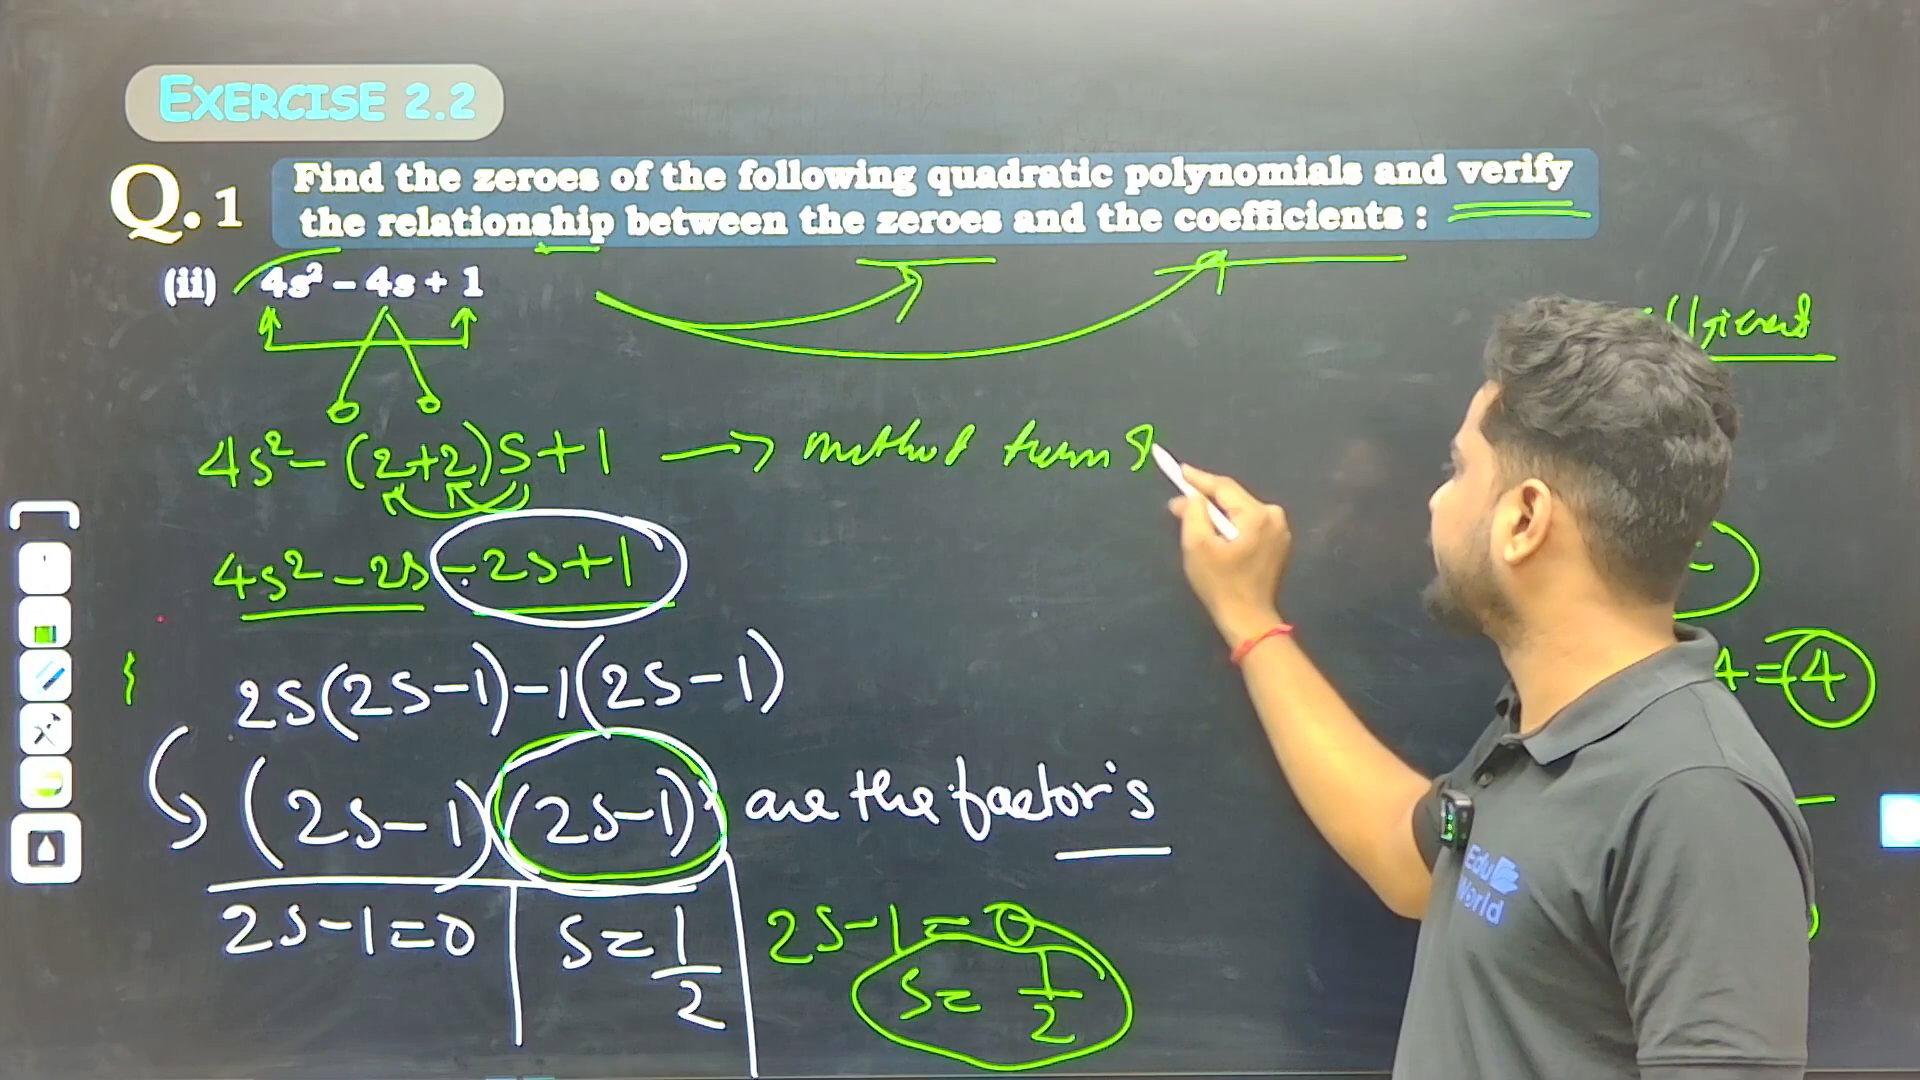 EXERCISE 2.2
Q. 1 Find the zeroes of the following quadratic polynomials and verify
the relationship between the zeroes and the coefficients :
(ii) 4s² – 4s + 1
4s² – (2+2)s + 1 → method
4s² – 2s – 2s + 1
2s(2s – 1) – 1(2s – 1)
(2s – 1)(2s – 1) are the factor's
2s – 1 = 0 s = 1/2 2s – 1 = 0
s = 1/2
4 = 4
Edu
World